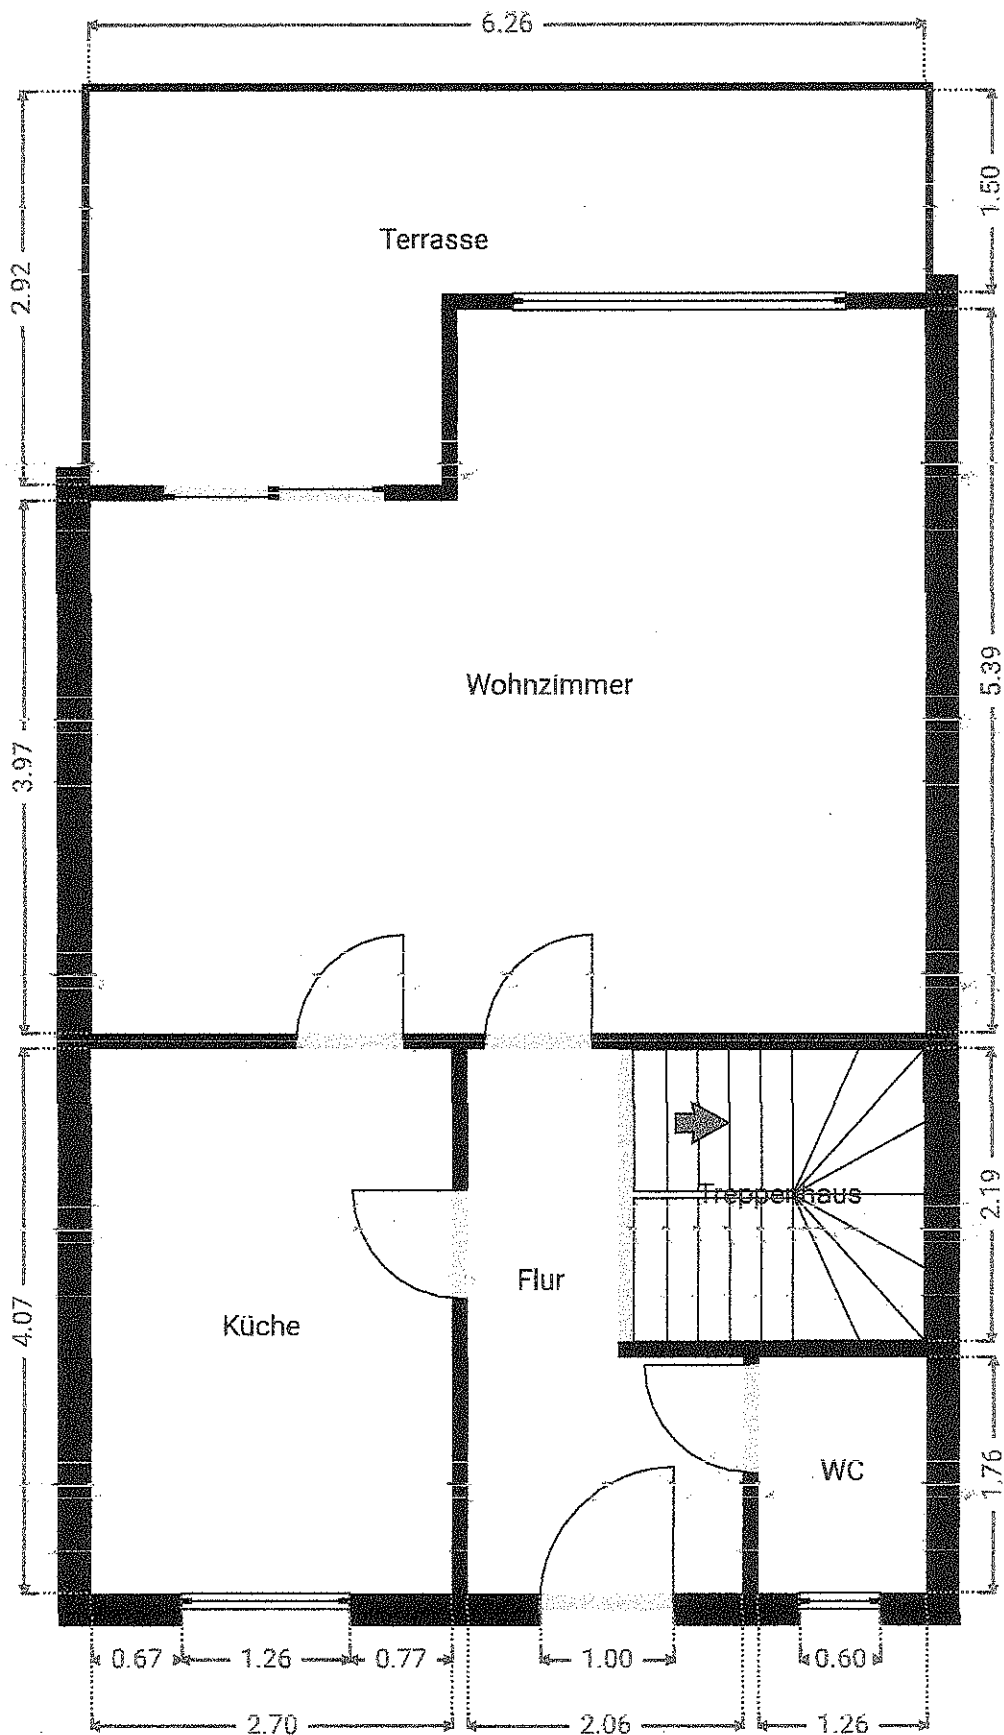 6.26
1.50
Terrasse
2.92
5.39
Wohnzimmer
3.97
2.19
Treppenhaus
Flur
4.07
Küche
WC
1.76
0.67
1.26
0.77
1.00
0.60
2.70
2.06
1.26